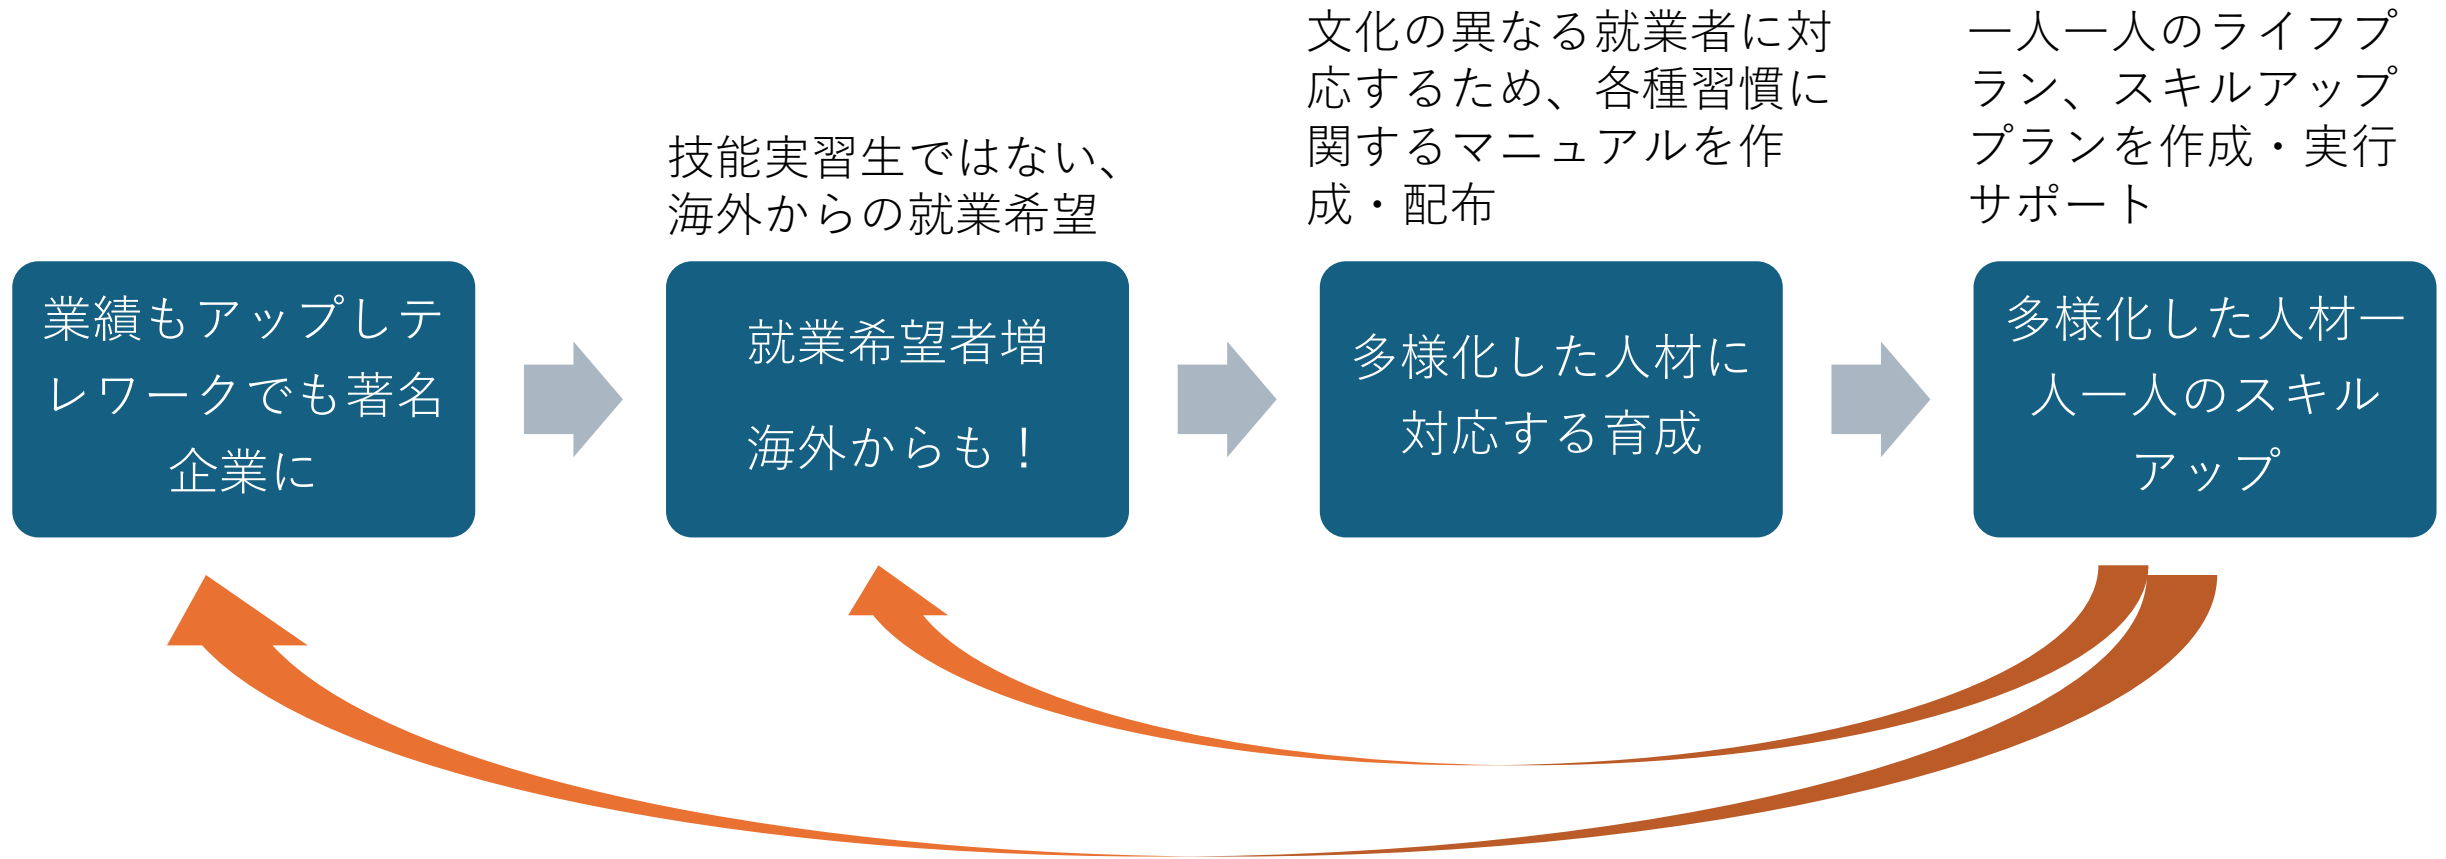 業績もアップしテ
レワークでも著名
企業に
技能実習生ではない、
海外からの就業希望
就業希望者増
海外からも！
文化の異なる就業者に対
応するため、各種習慣に
関するマニュアルを作
成・配布
多様化した人材に
対応する育成
一人一人のライフプ
ラン、スキルアップ
プランを作成・実行
サポート
多様化した人材一
人一人のスキル
アップ